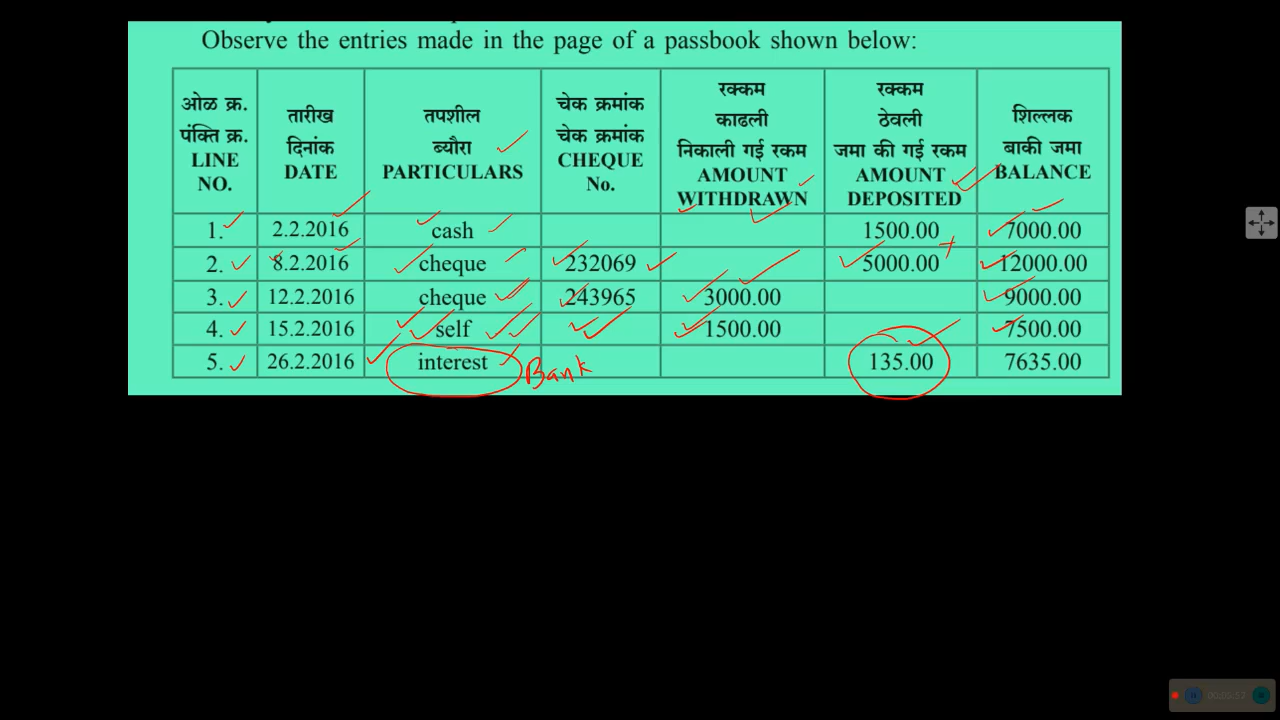 Observe the entries made in the page of a passbook shown below:
ओळ क्र. पंक्ति क्र. LINE NO. तारीख दिनांक DATE तपशील ब्यौरा PARTICULARS चेक क्रमांक चेक क्रमांक CHEQUE No. रक्कम काढली निकाली गई रकम AMOUNT WITHDRAWN रक्कम ठेवली जमा की गई रकम AMOUNT DEPOSITED शिल्लक बाकी जमा BALANCE
1. 2.2.2016 cash 1500.00 7000.00
2. 8.2.2016 cheque 232069 5000.00 12000.00
3. 12.2.2016 cheque 243965 3000.00 9000.00
4. 15.2.2016 self 1500.00 7500.00
5. 26.2.2016 interest Bank 135.00 7635.00